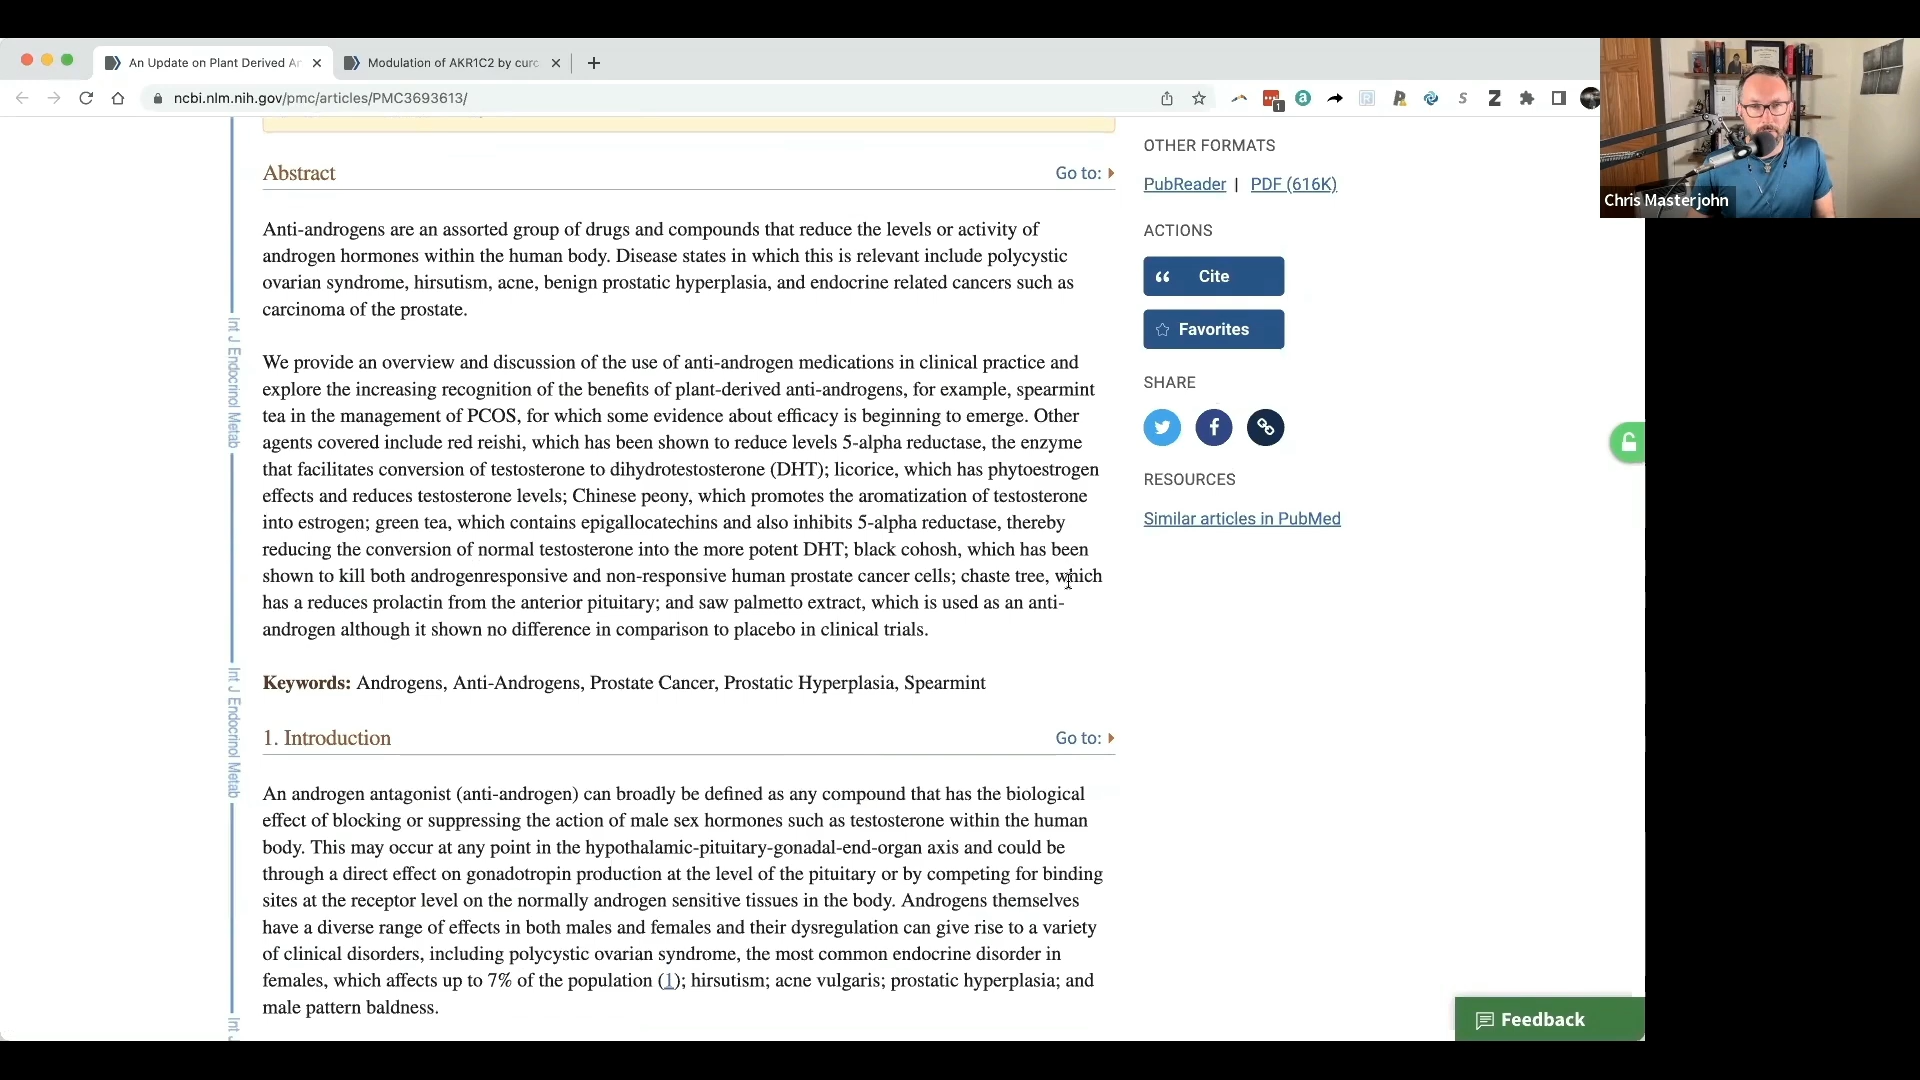 An Update on Plant Derived An
Modulation of AKR1C2 by curc
ncbi.nlm.nih.gov/pmc/articles/PMC3693613/
1
Chris Masterjohn
Abstract
Go to:
Anti-androgens are an assorted group of drugs and compounds that reduce the levels or activity of
androgen hormones within the human body. Disease states in which this is relevant include polycystic
ovarian syndrome, hirsutism, acne, benign prostatic hyperplasia, and endocrine related cancers such as
carcinoma of the prostate.
We provide an overview and discussion of the use of anti-androgen medications in clinical practice and
explore the increasing recognition of the benefits of plant-derived anti-androgens, for example, spearmint
tea in the management of PCOS, for which some evidence about efficacy is beginning to emerge. Other
agents covered include red reishi, which has been shown to reduce levels 5-alpha reductase, the enzyme
that facilitates conversion of testosterone to dihydrotestosterone (DHT); licorice, which has phytoestrogen
effects and reduces testosterone levels; Chinese peony, which promotes the aromatization of testosterone
into estrogen; green tea, which contains epigallocatechins and also inhibits 5-alpha reductase, thereby
reducing the conversion of normal testosterone into the more potent DHT; black cohosh, which has been
shown to kill both androgenresponsive and non-responsive human prostate cancer cells; chaste tree, which
has a reduces prolactin from the anterior pituitary; and saw palmetto extract, which is used as an anti-
androgen although it shown no difference in comparison to placebo in clinical trials.
Keywords: Androgens, Anti-Androgens, Prostate Cancer, Prostatic Hyperplasia, Spearmint
1. Introduction
Go to:
An androgen antagonist (anti-androgen) can broadly be defined as any compound that has the biological
effect of blocking or suppressing the action of male sex hormones such as testosterone within the human
body. This may occur at any point in the hypothalamic-pituitary-gonadal-end-organ axis and could be
through a direct effect on gonadotropin production at the level of the pituitary or by competing for binding
sites at the receptor level on the normally androgen sensitive tissues in the body. Androgens themselves
have a diverse range of effects in both males and females and their dysregulation can give rise to a variety
of clinical disorders, including polycystic ovarian syndrome, the most common endocrine disorder in
females, which affects up to 7% of the population (1); hirsutism; acne vulgaris; prostatic hyperplasia; and
male pattern baldness.
Int J Endocrinol Metab
Int J Endocrinol Metab
Int J
OTHER FORMATS
PubReader | PDF (616K)
ACTIONS
Cite
Favorites
SHARE
RESOURCES
Similar articles in PubMed
Feedback